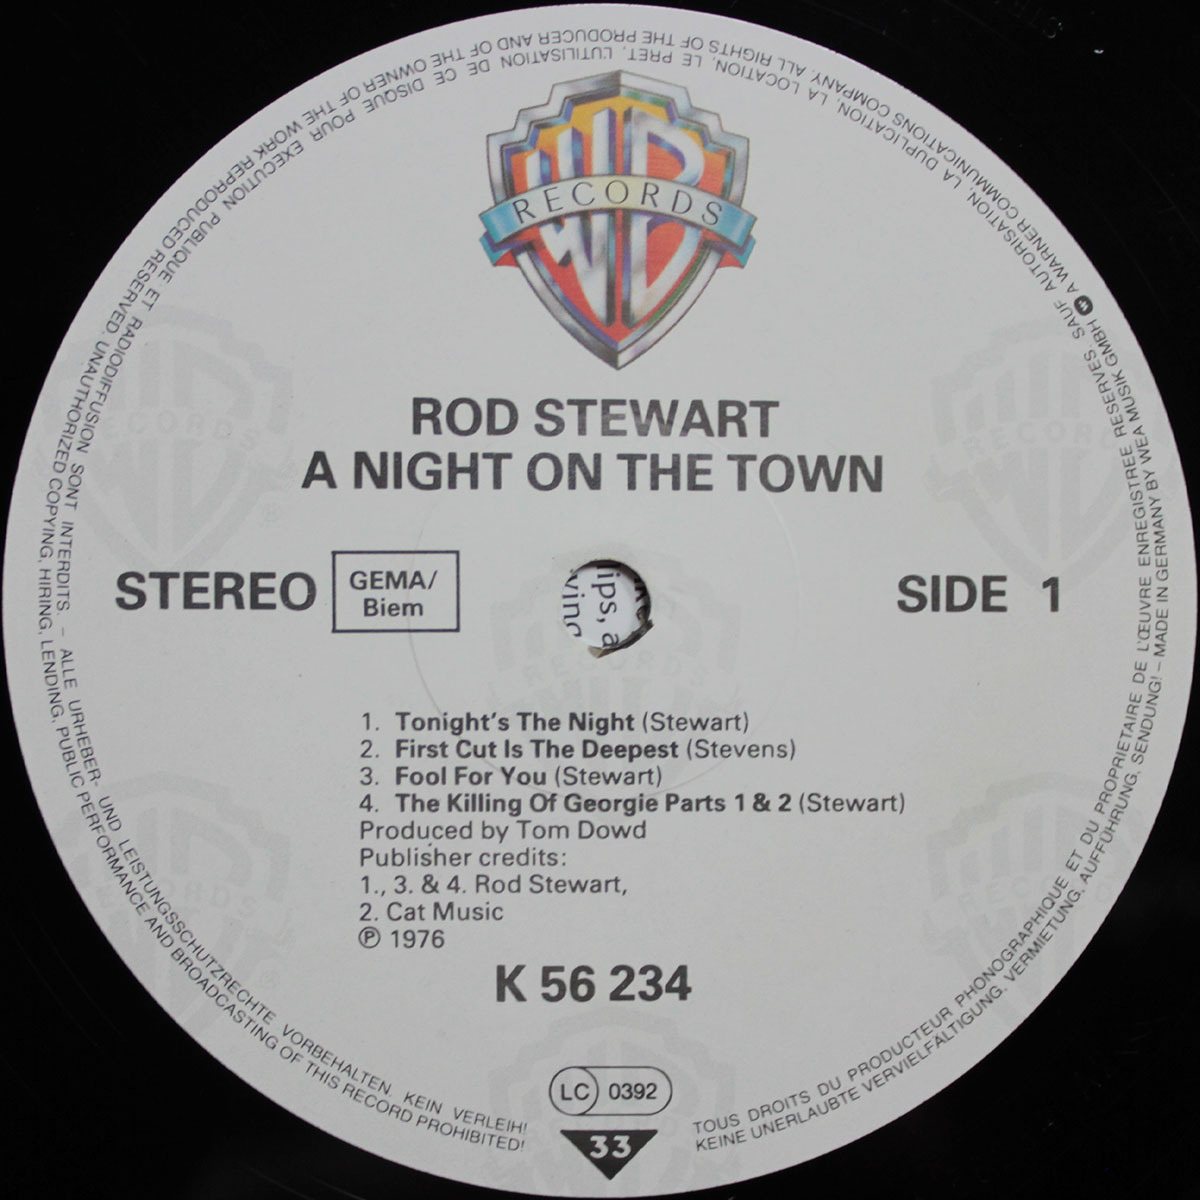 WB
RECORDS
ROD STEWART
A NIGHT ON THE TOWN
STEREO
GEMA/
Biem
SIDE 1
lips, a
ving
1. Tonight's The Night (Stewart)
2. First Cut Is The Deepest (Stevens)
3. Fool For You (Stewart)
4. The Killing Of Georgie Parts 1 & 2 (Stewart)
Produced by Tom Dowd
Publisher credits:
1., 3. & 4. Rod Stewart,
2. Cat Music
℗ 1976
K 56 234
LC 0392
33
TOUS DROITS DU PRODUCTEUR PHONOGRAPHIQUE ET DU PROPRIETAIRE DE L'ŒUVRE ENREGISTREE RESERVES. SAUF AUTORISATION, LA DUPLICATION, LA LOCATION, LE PRET, L'UTILISATION DE CE DISQUE POUR EXECUTION PUBLIQUE ET RADIODIFFUSION SONT INTERDITS. – ALLE URHEBER- UND LEISTUNGSSCHUTZRECHTE VORBEHALTEN. KEIN VERLEIH!
KEINE UNERLAUBTE VERVIELFÄLTIGUNG, VERMIETUNG, AUFFÜHRUNG, SENDUNG! – MADE IN GERMANY BY WEA MUSIK GMBH A WARNER COMMUNICATIONS COMPANY. ALL RIGHTS OF THE PRODUCER AND OF THE OWNER OF THE WORK REPRODUCED RESERVED. UNAUTHORIZED COPYING, HIRING, LENDING, PUBLIC PERFORMANCE AND BROADCASTING OF THIS RECORD PROHIBITED!